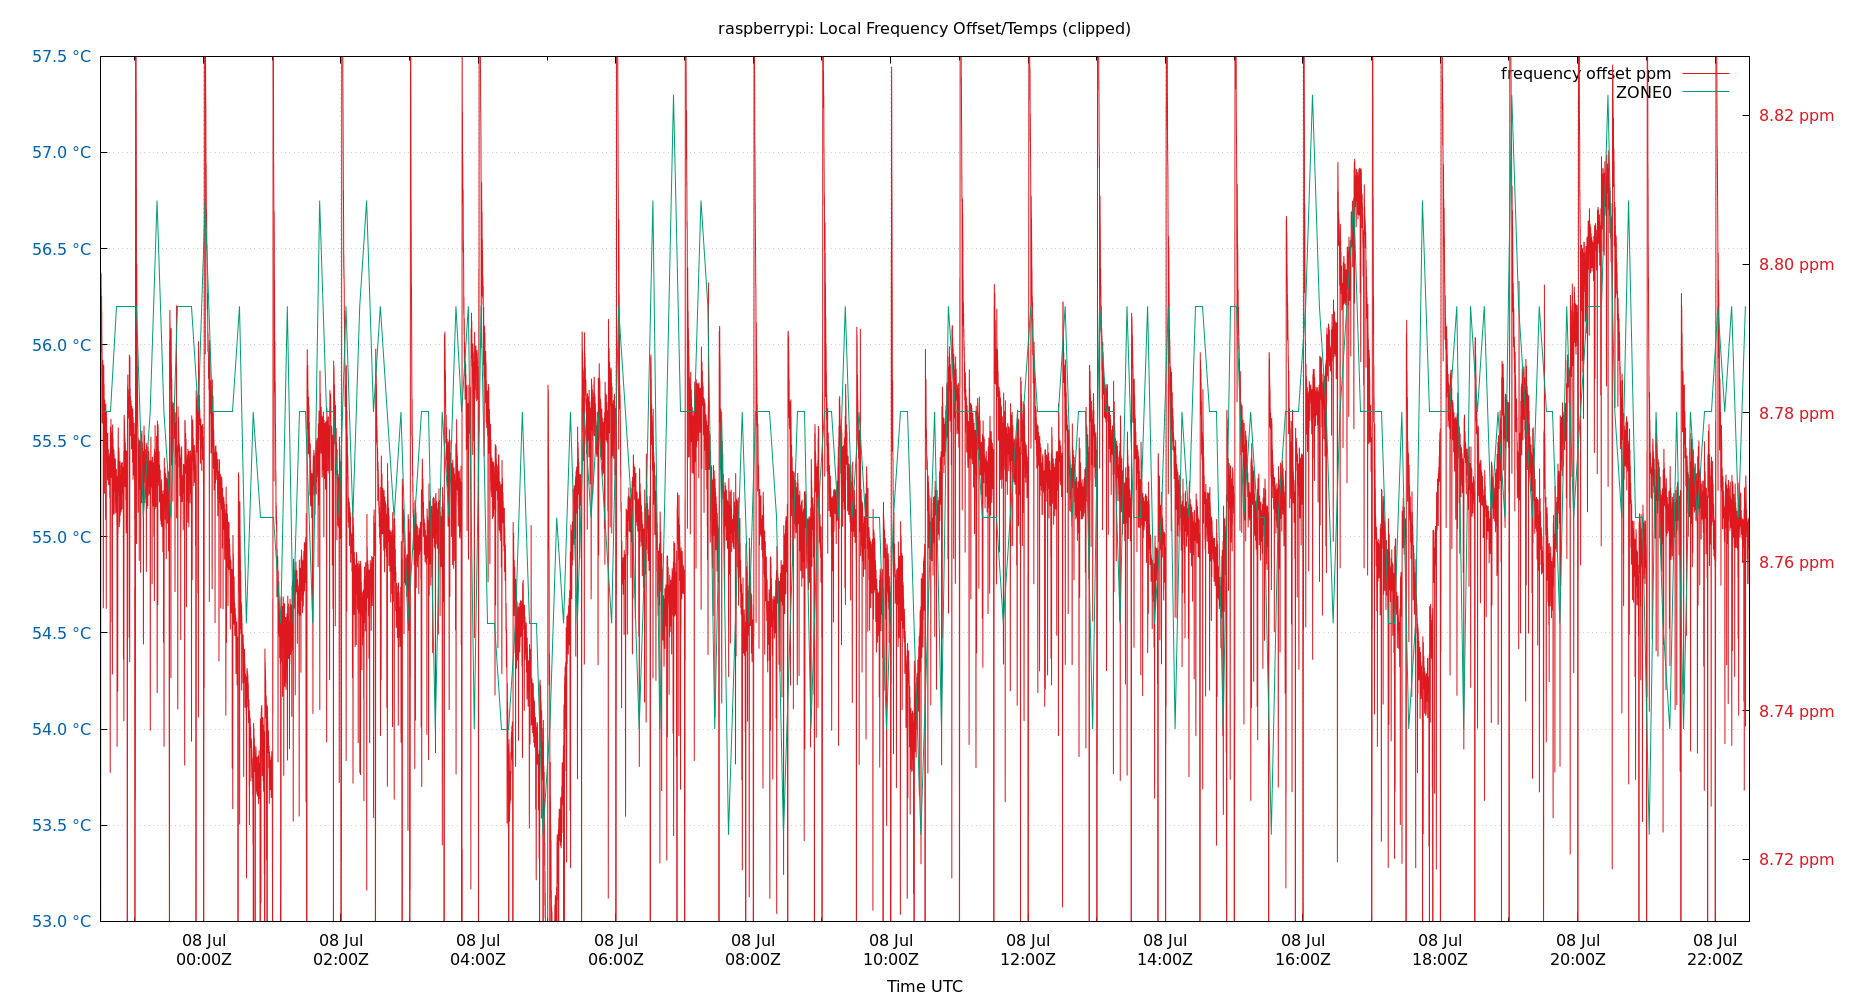 raspberrypi: Local Frequency Offset/Temps (clipped)
57.5 °C
57.0 °C
56.5 °C
56.0 °C
55.5 °C
55.0 °C
54.5 °C
54.0 °C
53.5 °C
53.0 °C
frequency offset ppm
ZONE0
8.82 ppm
8.80 ppm
8.78 ppm
8.76 ppm
8.74 ppm
8.72 ppm
08 Jul 08 Jul 08 Jul 08 Jul 08 Jul 08 Jul 08 Jul 08 Jul 08 Jul 08 Jul 08 Jul 08 Jul
00:00Z 02:00Z 04:00Z 06:00Z 08:00Z 10:00Z 12:00Z 14:00Z 16:00Z 18:00Z 20:00Z 22:00Z
Time UTC